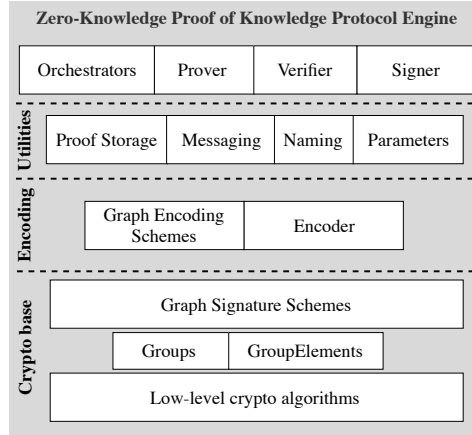 Zero-Knowledge Proof of Knowledge Protocol Engine
Orchestrators Prover Verifier Signer
Utilities
Proof Storage Messaging Naming Parameters
Encoding
Graph Encoding
Schemes
Encoder
Crypto base
Graph Signature Schemes
Groups GroupElements
Low-level crypto algorithms